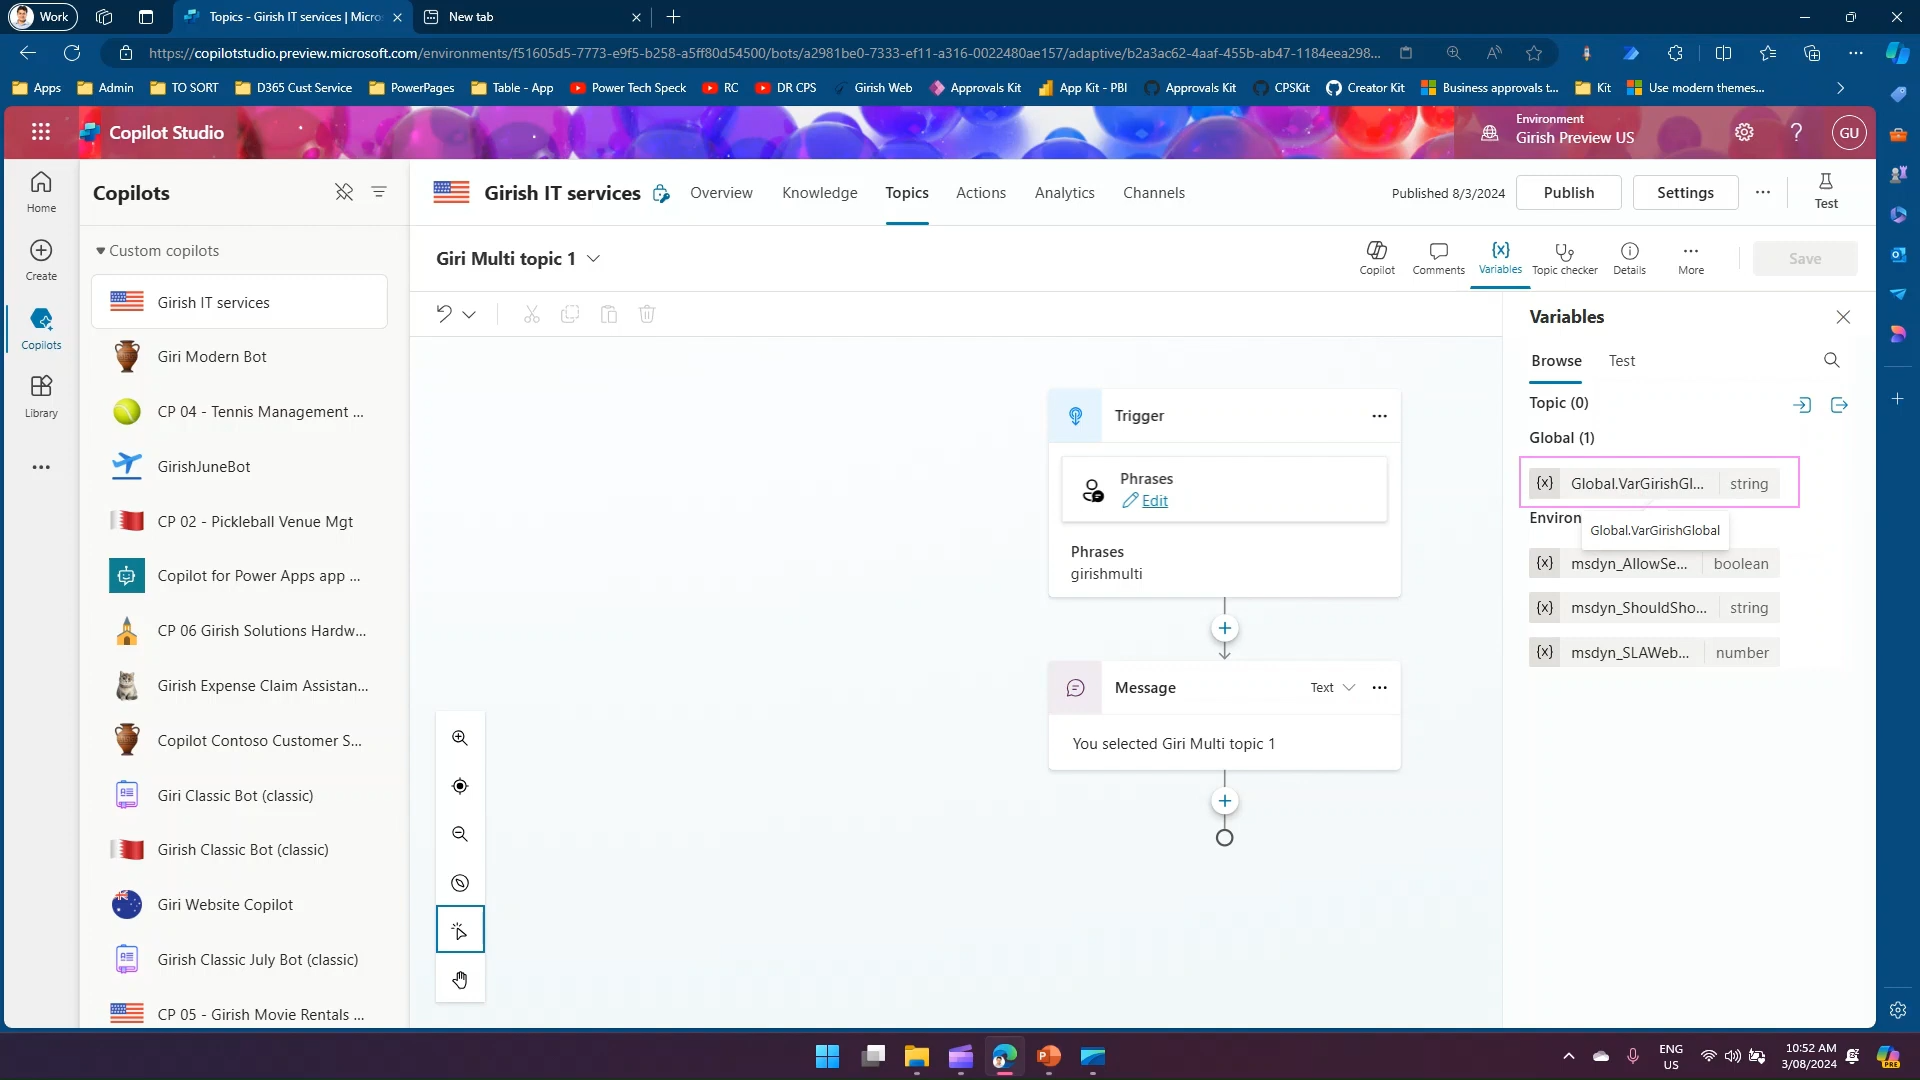 Work
Topics - Girish IT services | Micro
New tab
https://copilotstudio.preview.microsoft.com/environments/f51605d5-7773-e9f5-b258-a5ff80d54500/bots/a2981be0-7333-ef11-a316-0022480ae157/adaptive/b2a3ac62-4aaf-455b-ab47-1184eea298...
Apps
Admin
TO SORT
D365 Cust Service
PowerPages
Table - App
Power Tech Speck
RC
DR CPS
Girish Web
Approvals Kit
App Kit - PBI
Approvals Kit
CPSKit
Creator Kit
Business approvals t...
Kit
Use modern themes...
Copilot Studio
Environment
Girish Preview US
GU
Home
Create
Copilots
Library
Copilots
Custom copilots
Girish IT services
Giri Modern Bot
CP 04 - Tennis Management ...
GirishJuneBot
CP 02 - Pickleball Venue Mgt
Copilot for Power Apps app ...
CP 06 Girish Solutions Hardw...
Girish Expense Claim Assistan...
Copilot Contoso Customer S...
Giri Classic Bot (classic)
Girish Classic Bot (classic)
Giri Website Copilot
Girish Classic July Bot (classic)
CP 05 - Girish Movie Rentals ...
Girish IT services
Overview
Knowledge
Topics
Actions
Analytics
Channels
Published 8/3/2024
Publish
Settings
Test
Giri Multi topic 1
Copilot
Comments
Variables
Topic checker
Details
More
Save
Trigger
Phrases
Edit
Phrases
girishmulti
Message
Text
You selected Giri Multi topic 1
Variables
Browse
Test
Topic (0)
Global (1)
{x} Global.VarGirishGl... string
Environ
Global.VarGirishGlobal
{x} msdyn_AllowSe... boolean
{x} msdyn_ShouldSho... string
{x} msdyn_SLAWeb... number
ENG
US
10:52 AM
3/08/2024
PRE